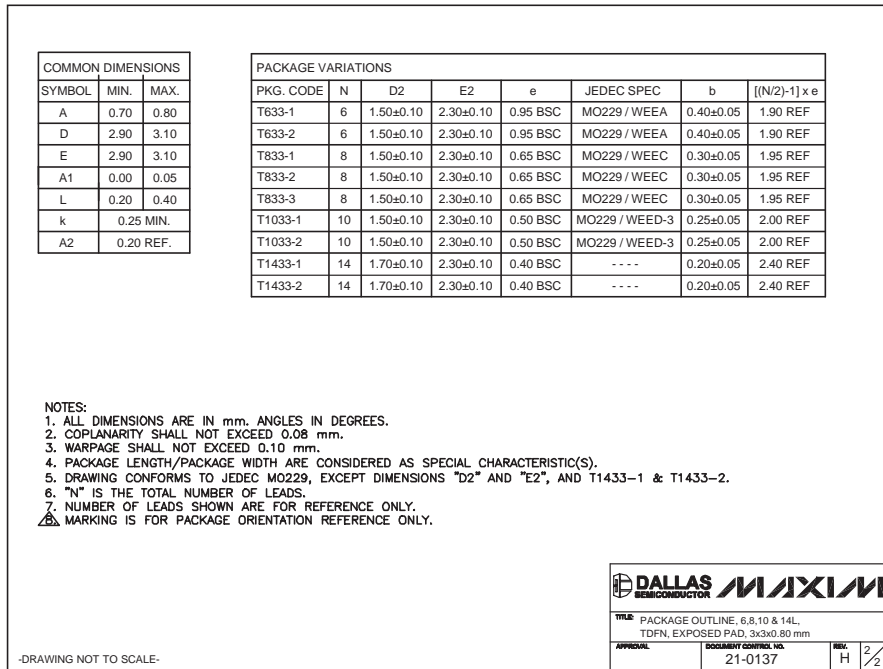 COMMON DIMENSIONS
SYMBOL MIN. MAX.
A 0.70 0.80
D 2.90 3.10
E 2.90 3.10
A1 0.00 0.05
L 0.20 0.40
k 0.25 MIN.
A2 0.20 REF.
PACKAGE VARIATIONS
PKG. CODE N D2 E2 e JEDEC SPEC b [(N/2)-1] x e
T633-1 6 1.50±0.10 2.30±0.10 0.95 BSC MO229 / WEEA 0.40±0.05 1.90 REF
T633-2 6 1.50±0.10 2.30±0.10 0.95 BSC MO229 / WEEA 0.40±0.05 1.90 REF
T833-1 8 1.50±0.10 2.30±0.10 0.65 BSC MO229 / WEEC 0.30±0.05 1.95 REF
T833-2 8 1.50±0.10 2.30±0.10 0.65 BSC MO229 / WEEC 0.30±0.05 1.95 REF
T833-3 8 1.50±0.10 2.30±0.10 0.65 BSC MO229 / WEEC 0.30±0.05 1.95 REF
T1033-1 10 1.50±0.10 2.30±0.10 0.50 BSC MO229 / WEED-3 0.25±0.05 2.00 REF
T1033-2 10 1.50±0.10 2.30±0.10 0.50 BSC MO229 / WEED-3 0.25±0.05 2.00 REF
T1433-1 14 1.70±0.10 2.30±0.10 0.40 BSC - - - - 0.20±0.05 2.40 REF
T1433-2 14 1.70±0.10 2.30±0.10 0.40 BSC - - - - 0.20±0.05 2.40 REF
NOTES:
1. ALL DIMENSIONS ARE IN mm. ANGLES IN DEGREES.
2. COPLANARITY SHALL NOT EXCEED 0.08 mm.
3. WARPAGE SHALL NOT EXCEED 0.10 mm.
4. PACKAGE LENGTH/PACKAGE WIDTH ARE CONSIDERED AS SPECIAL CHARACTERISTIC(S).
5. DRAWING CONFORMS TO JEDEC MO229, EXCEPT DIMENSIONS "D2" AND "E2", AND T1433-1 & T1433-2.
6. "N" IS THE TOTAL NUMBER OF LEADS.
7. NUMBER OF LEADS SHOWN ARE FOR REFERENCE ONLY.
8. MARKING IS FOR PACKAGE ORIENTATION REFERENCE ONLY.
DALLAS SEMICONDUCTOR MAXIM
TITLE: PACKAGE OUTLINE, 6,8,10 & 14L,
TDFN, EXPOSED PAD, 3x3x0.80 mm
APPROVAL DOCUMENT CONTROL NO. REV.
21-0137 H 2/2
-DRAWING NOT TO SCALE-